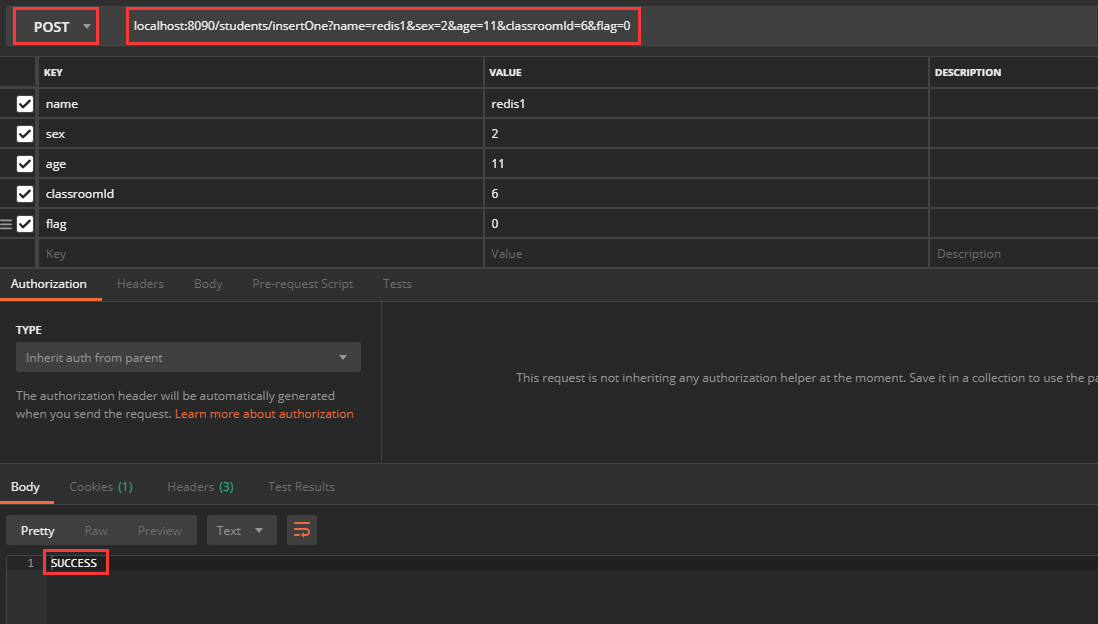 POST localhost:8090/students/insertOne?name=redis1&sex=2&age=11&classroomId=6&flag=0
KEY VALUE DESCRIPTION
name redis1
sex 2
age 11
classroomId 6
flag 0
Key Value Description
Authorization Headers Body Pre-request Script Tests
TYPE
Inherit auth from parent
This request is not inheriting any authorization helper at the moment. Save it in a collection to use the pa
The authorization header will be automatically generated
when you send the request. Learn more about authorization
Body Cookies (1) Headers (3) Test Results
Pretty Raw Preview Text
1 SUCCESS